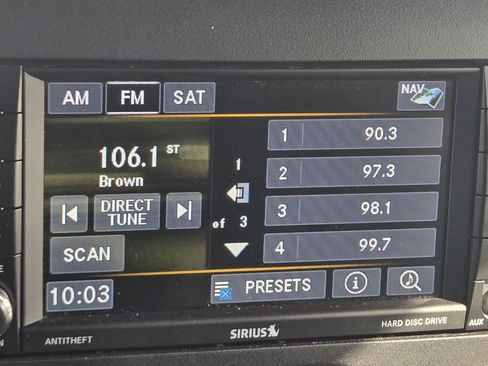 AM FM SAT NAV
106.1 ST
Brown
DIRECT
TUNE
SCAN
10:03
1
of 3
1 90.3
2 97.3
3 98.1
4 99.7
PRESETS
i
ANTITHEFT
SIRIUS
HARD DISC DRIVE
AUX